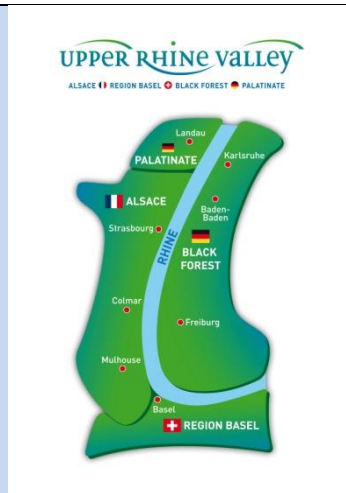 UPPER RHINE VALLEY
ALSACE REGION BASEL BLACK FOREST PALATINATE
Landau
PALATINATE
Karlsruhe
ALSACE
Baden-
Baden
Strasbourg
RHINE
BLACK
FOREST
Colmar
Freiburg
Mulhouse
Basel
REGION BASEL